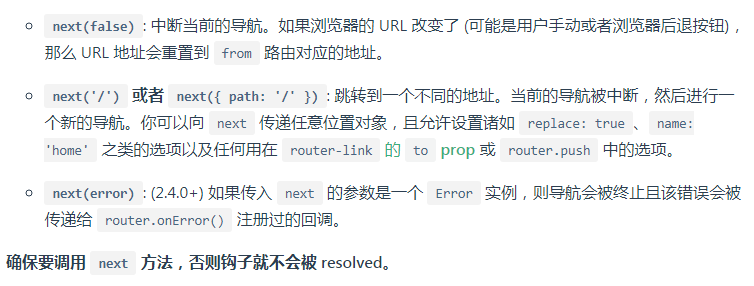 next(false): 中断当前的导航。如果浏览器的 URL 改变了 (可能是用户手动或者浏览器后退按钮)，
那么 URL 地址会重置到 from 路由对应的地址。
next('/') 或者 next({ path: '/' }): 跳转到一个不同的地址。当前的导航被中断，然后进行一
个新的导航。你可以向 next 传递任意位置对象，且允许设置诸如 replace: true、name:
'home' 之类的选项以及任何用在 router-link 的 to prop 或 router.push 中的选项。
next(error): (2.4.0+) 如果传入 next 的参数是一个 Error 实例，则导航会被终止且该错误会被
传递给 router.onError() 注册过的回调。
确保要调用 next 方法，否则钩子就不会被 resolved。